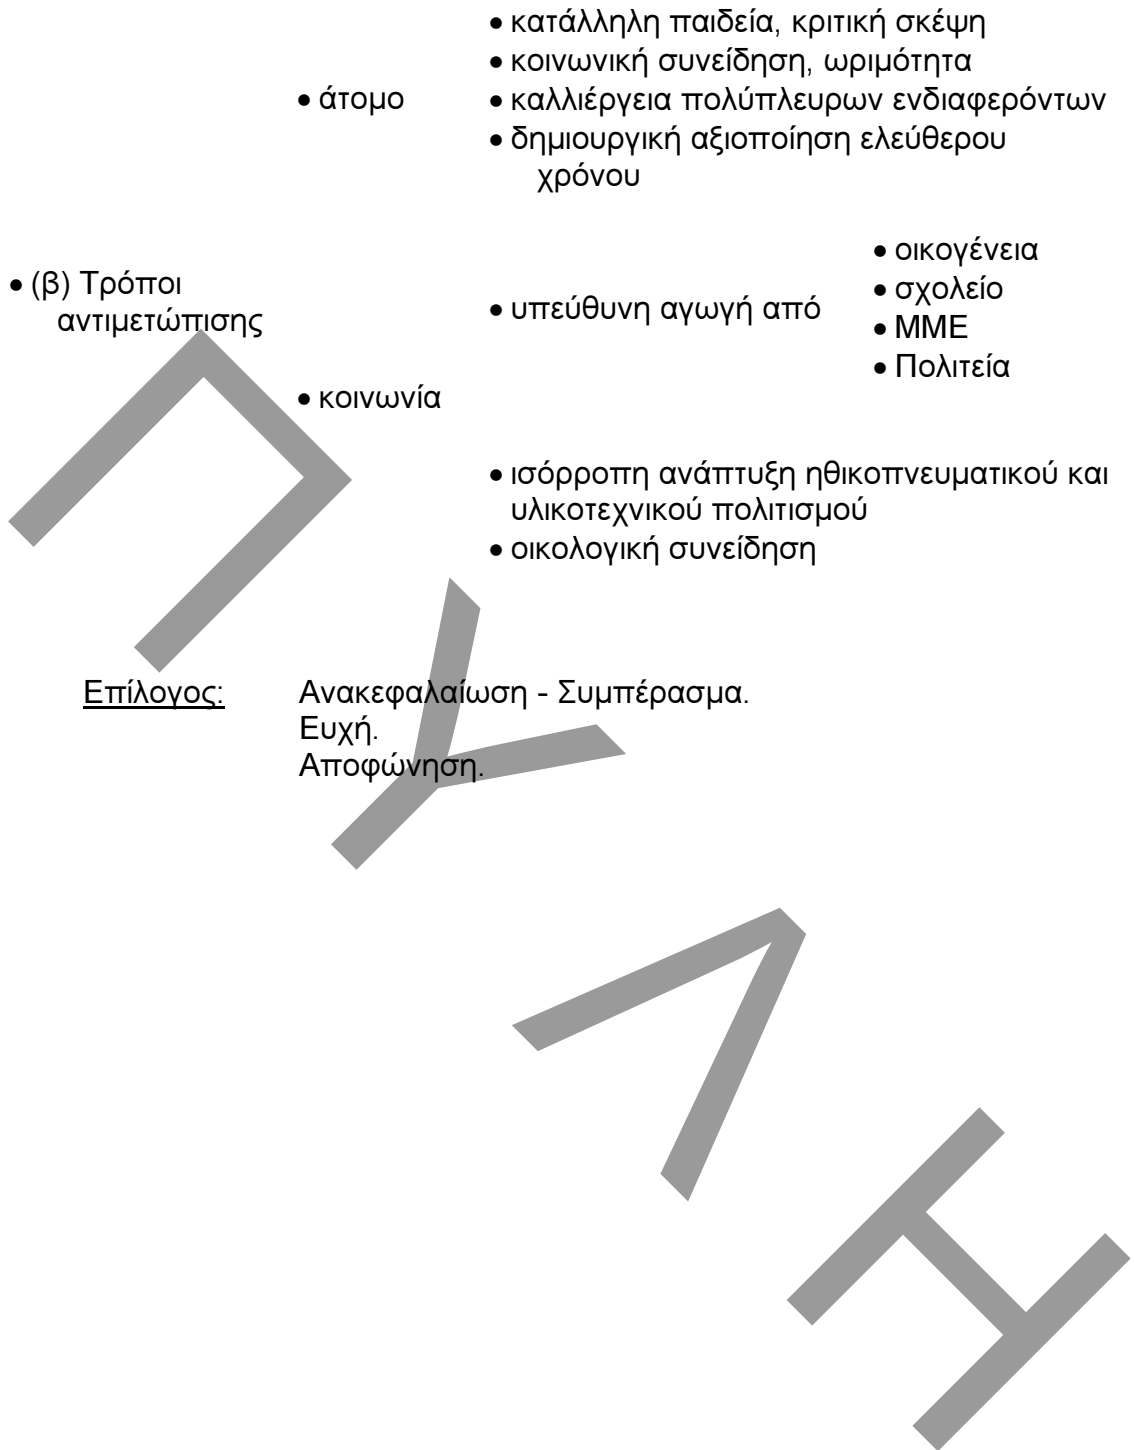 • κατάλληλη παιδεία, κριτική σκέψη
• κοινωνική συνείδηση, ωριμότητα
• άτομο • καλλιέργεια πολύπλευρων ενδιαφερόντων
• δημιουργική αξιοποίηση ελεύθερου
χρόνου
• (β) Τρόποι
αντιμετώπισης
• υπεύθυνη αγωγή από
• οικογένεια
• σχολείο
• ΜΜΕ
• Πολιτεία
• κοινωνία
• ισόρροπη ανάπτυξη ηθικοπνευματικού και
υλικοτεχνικού πολιτισμού
• οικολογική συνείδηση
Επίλογος: Ανακεφαλαίωση - Συμπέρασμα.
Ευχή.
Αποφώνηση.
ΠΥΛΗ